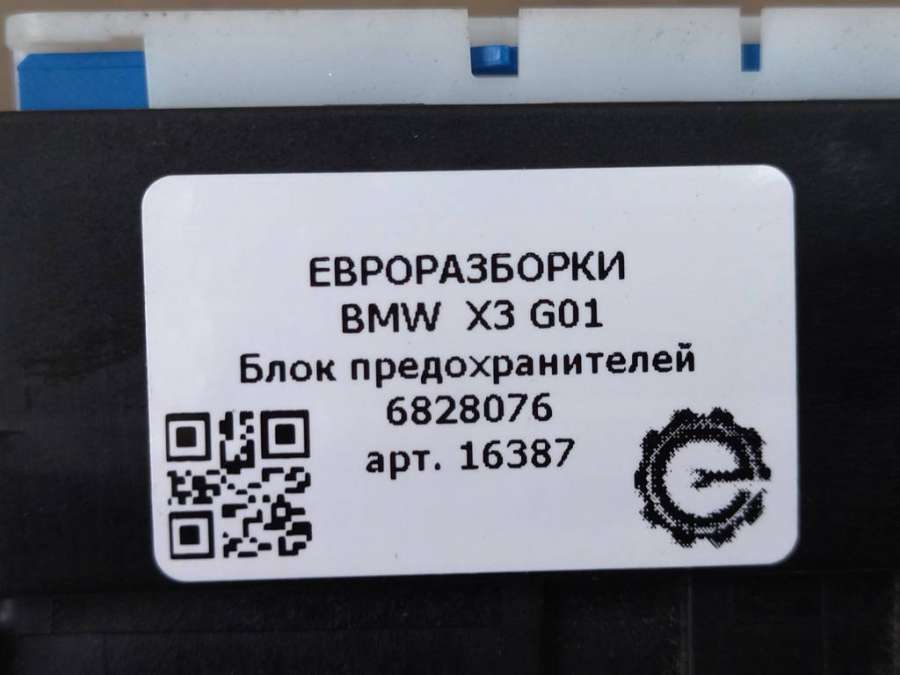 ЕВРОРАЗБОРКИ
BMW X3 G01
Блок предохранителей
6828076
арт. 16387